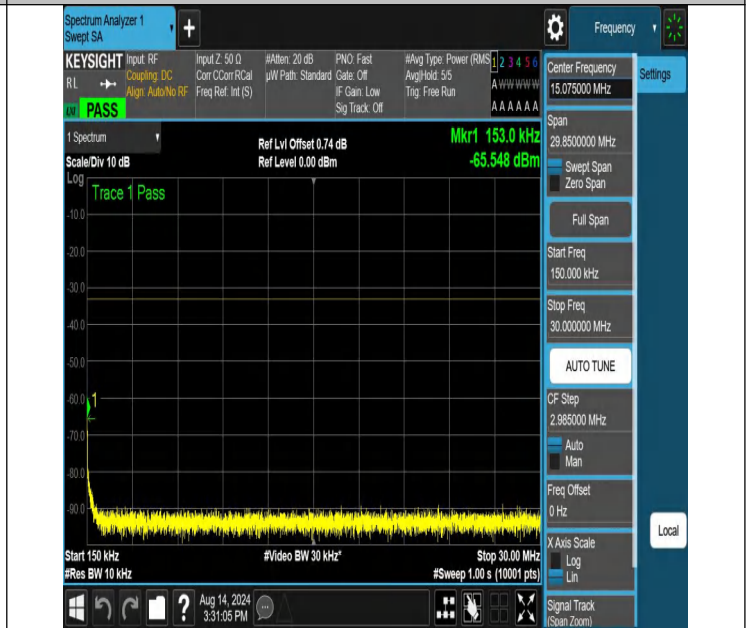 Spectrum Analyzer 1
Swept SA
+
Frequency
KEYSIGHT
RL
PASS
Input: RF
Coupling: DC
Align: Auto/No RF
Input Z: 50 Ω
Corr CCorr RCal
Freq Ref: Int (S)
#Atten: 20 dB
µW Path: Standard
PNO: Fast
Gate: Off
IF Gain: Low
Sig Track: Off
#Avg Type: Power (RMS
Avg|Hold: 5/5
Trig: Free Run
1 2 3 4 5 6
A W W W W W
A A A A A A
1 Spectrum
Scale/Div 10 dB
Log
Ref Lvl Offset 0.74 dB
Ref Level 0.00 dBm
Mkr1 153.0 kHz
-65.548 dBm
Trace 1 Pass
-10.0
-20.0
-30.0
-40.0
-50.0
-60.0
1
-70.0
-80.0
-90.0
Start 150 kHz
#Video BW 30 kHz*
Stop 30.00 MHz
#Res BW 10 kHz
#Sweep 1.00 s (10001 pts)
Aug 14, 2024
3:31:05 PM
?
Center Frequency
15.075000 MHz
Span
29.8500000 MHz
Swept Span
Zero Span
Full Span
Start Freq
150.000 kHz
Stop Freq
30.000000 MHz
AUTO TUNE
CF Step
2.985000 MHz
Auto
Man
Freq Offset
0 Hz
X Axis Scale
Log
Lin
Signal Track
(Span Zoom)
Settings
Local